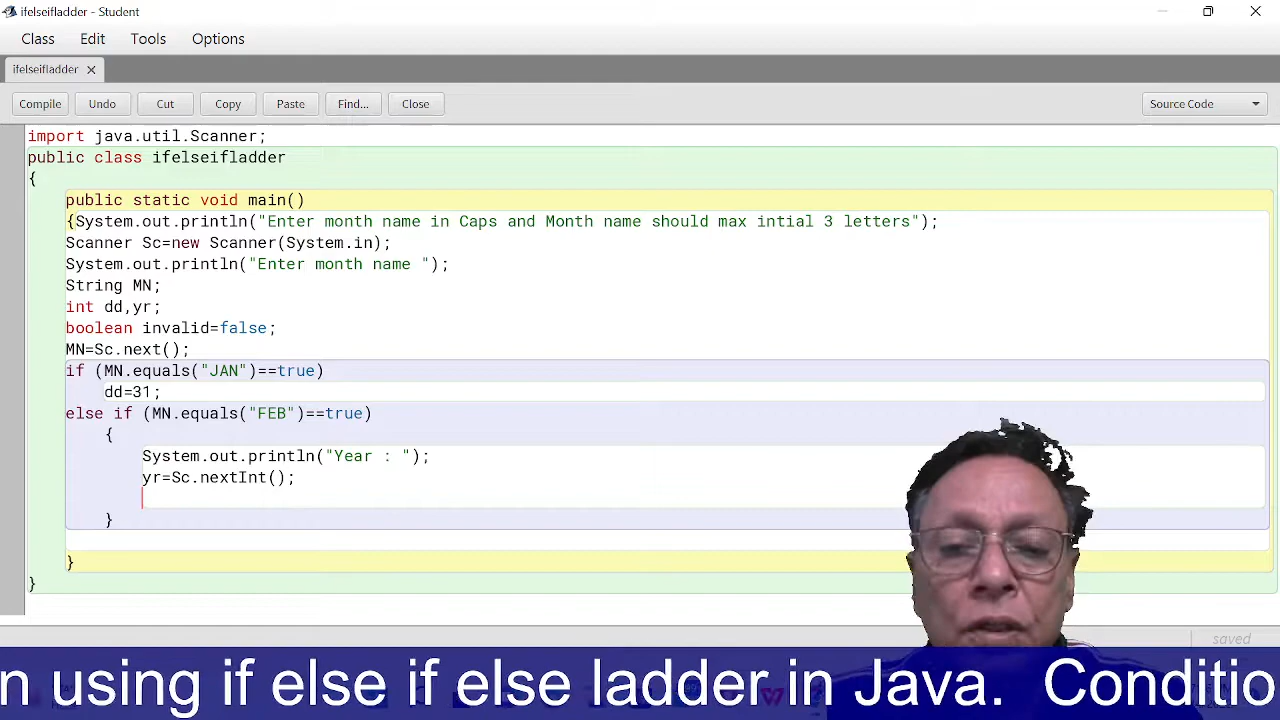 ifelseifladder - Student
Class Edit Tools Options
ifelseifladder
Compile Undo Cut Copy Paste Find... Close Source Code
import java.util.Scanner;
public class ifelseifladder
{
public static void main()
{System.out.println("Enter month name in Caps and Month name should max intial 3 letters");
Scanner Sc=new Scanner(System.in);
System.out.println("Enter month name ");
String MN;
int dd,yr;
boolean invalid=false;
MN=Sc.next();
if (MN.equals("JAN")==true)
dd=31;
else if (MN.equals("FEB")==true)
{
System.out.println("Year : ");
yr=Sc.nextInt();
}
}
}
saved
n using if else if else ladder in Java. Conditio